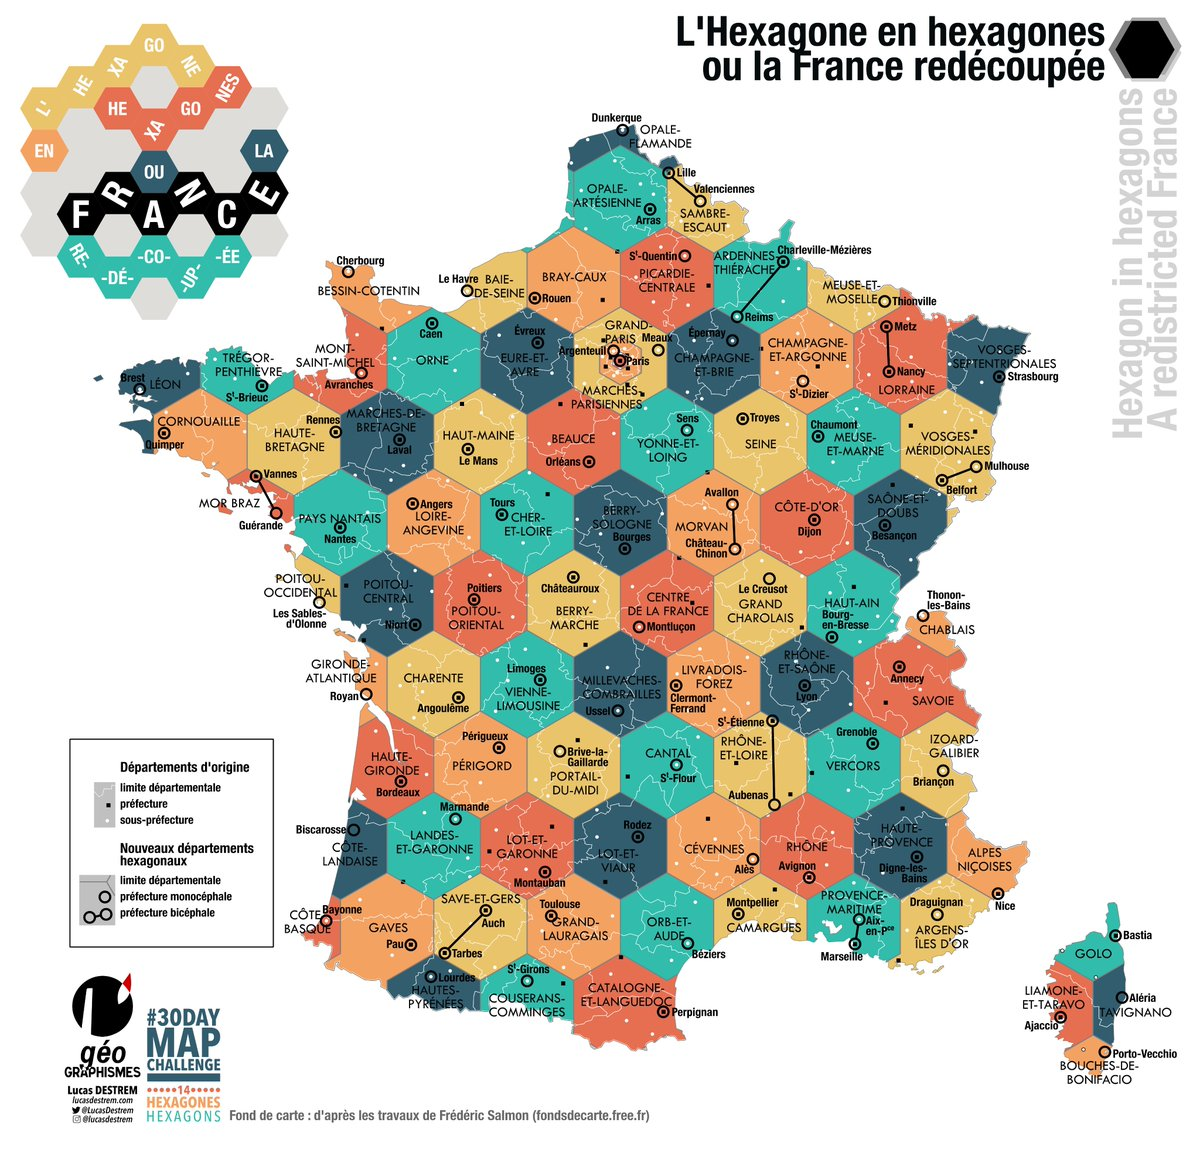 L'Hexagone en hexagones
ou la France redécoupée
Hexagon in hexagons
A redistricted France
L'
HE
XA
GO
NE
EN
HE
XA
GO
NES
OU
LA
F
R
A
N
C
E
RE-
-DÉ-
-CO-
-UP-
-ÉE
Dunkerque
OPALE-
FLAMANDE
Lille
Valenciennes
OPALE-
ARTÉSIENNE
Arras
SAMBRE-
ESCAUT
Cherbourg
BESSIN-COTENTIN
Le Havre
BAIE-
DE-SEINE
BRAY-CAUX
Rouen
St-Quentin
PICARDIE-
CENTRALE
ARDENNES
THIÉRACHE
Charleville-Mézières
Reims
MEUSE-ET-
MOSELLE
Thionville
Brest
LÉON
TRÉGOR-
PENTHIÈVRE
St-Brieuc
MONT-
SAINT-MICHEL
Avranches
Caen
ORNE
Évreux
EURE-ET-
AVRE
GRAND-
PARIS
Argenteuil
Meaux
Paris
MARCHES-
PARISIENNES
Épernay
CHAMPAGNE-
ET-BRIE
CHAMPAGNE-
ET-ARGONNE
St-Dizier
Metz
Nancy
LORRAINE
VOSGES-
SEPTENTRIONALES
Strasbourg
CORNOUAILLE
Quimper
Rennes
HAUTE-
BRETAGNE
MARCHES-DE-
BRETAGNE
Laval
HAUT-MAINE
Le Mans
BEAUCE
Orléans
Sens
YONNE-ET-
LOING
Troyes
SEINE
Chaumont
MEUSE-
ET-MARNE
VOSGES-
MÉRIDIONALES
Mulhouse
Belfort
Vannes
MOR BRAZ
Guérande
PAYS NANTAIS
Nantes
Angers
LOIRE-
ANGEVINE
Tours
CHER-
ET-LOIRE
BERRY-
SOLOGNE
Bourges
Avallon
MORVAN
Château-
Chinon
CÔTE-D'OR
Dijon
SAÔNE-ET-
DOUBS
Besançon
POITOU-
OCCIDENTAL
Les Sables-
d'Olonne
POITOU-
CENTRAL
Niort
Poitiers
POITOU-
ORIENTAL
Châteauroux
BERRY-
MARCHE
CENTRE
DE LA FRANCE
Montluçon
Le Creusot
GRAND
CHAROLAIS
HAUT-AIN
Bourg-
en-Bresse
Thonon-
les-Bains
CHABLAIS
GIRONDE-
ATLANTIQUE
Royan
CHARENTE
Angoulême
Limoges
VIENNE-
LIMOUSINE
MILLEVACHES-
COMBRAILLES
Ussel
LIVRADOIS-
FOREZ
Clermont-
Ferrand
RHÔNE-
ET-SAÔNE
Lyon
Annecy
SAVOIE
HAUTE-
GIRONDE
Bordeaux
Périgueux
PÉRIGORD
Brive-la-
Gaillarde
PORTAIL-
DU-MIDI
CANTAL
St-Flour
St-Étienne
RHÔNE-
ET-LOIRE
Aubenas
Grenoble
VERCORS
IZOARD-
GALIBIER
Briançon
Biscarosse
CÔTE-
LANDAISE
Marmande
LANDES-
ET-GARONNE
LOT-ET-
GARONNE
Montauban
Rodez
LOT-ET-
VIAUR
CÉVENNES
Alès
RHÔNE
Avignon
HAUTE-
PROVENCE
Digne-les-
Bains
ALPES
NIÇOISES
Nice
CÔTE
BASQUE
Bayonne
GAVES
Pau
SAVE-ET-GERS
Auch
Tarbes
Toulouse
GRAND-
LAURAGAIS
ORB-ET-
AUDE
Béziers
Montpellier
CAMARGUES
PROVENCE-
MARITIME
Aix-
en-Pce
Marseille
Draguignan
ARGENS-
ÎLES D'OR
Lourdes
HAUTES-
PYRÉNÉES
St-Girons
COUSERANS-
COMMINGES
CATALOGNE-
ET-LANGUEDOC
Perpignan
Bastia
GOLO
LIAMONE-
ET-TARAVO
Ajaccio
Aléria
TAVIGNANO
Porto-Vecchio
BOUCHES-DE-
BONIFACIO
Départements d'origine
limite départementale
préfecture
sous-préfecture
Nouveaux départements
hexagonaux
limite départementale
préfecture monocéphale
préfecture bicéphale
géo
GRAPHISMES
Lucas DESTREM
lucasdestrem.com
@LucasDestrem
@lucasdestrem
#30DAY
MAP
CHALLENGE
14
HEXAGONES
HEXAGONS
Fond de carte : d'après les travaux de Frédéric Salmon (fondsdecarte.free.fr)